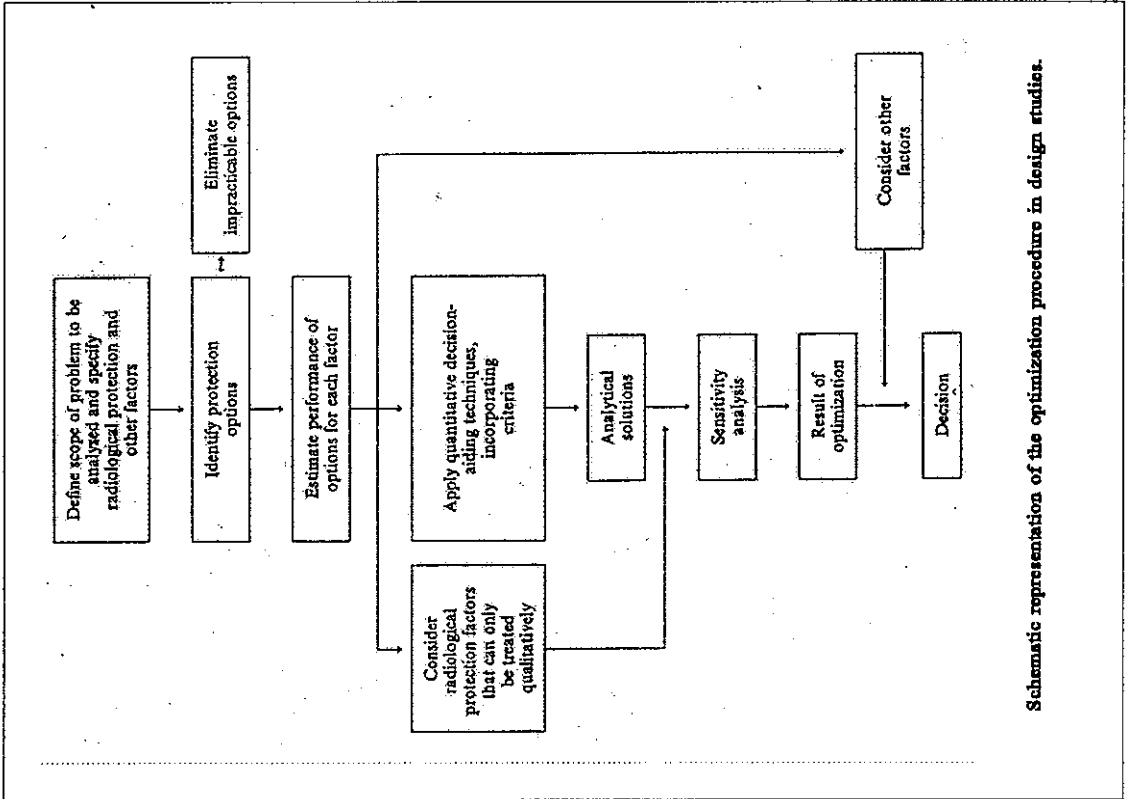 Define scope of problem to be
analyzed and specify
radiological protection and
other factors
Identify protection
options
Eliminate
impracticable options
Estimate performance of
options for each factor
Consider
radiological
protection factors
that can only
be treated
qualitatively
Apply quantitative decision-
aiding techniques,
incorporating
criteria
Analytical
solutions
Sensitivity
analysis
Result of
optimization
Consider other
factors
Decision
Schematic representation of the optimization procedure in design studies.